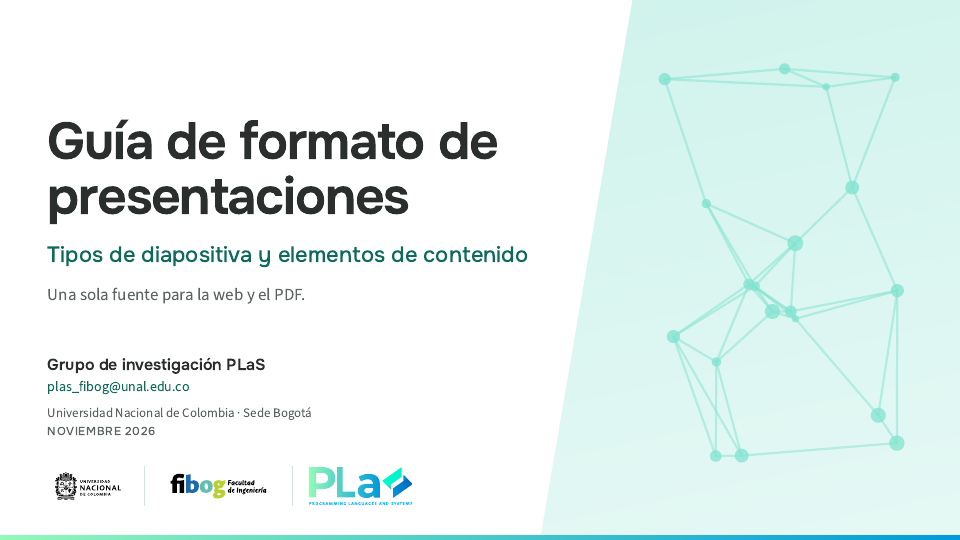 Guía de formato de
presentaciones
Tipos de diapositiva y elementos de contenido
Una sola fuente para la web y el PDF.
Grupo de investigación PLaS
plas_fibog@unal.edu.co
Universidad Nacional de Colombia · Sede Bogotá
NOVIEMBRE 2026
UNIVERSIDAD
NACIONAL
DE COLOMBIA
fibog
Facultad
de Ingeniería
PLaS
PROGRAMMING LANGUAGES AND SYSTEMS